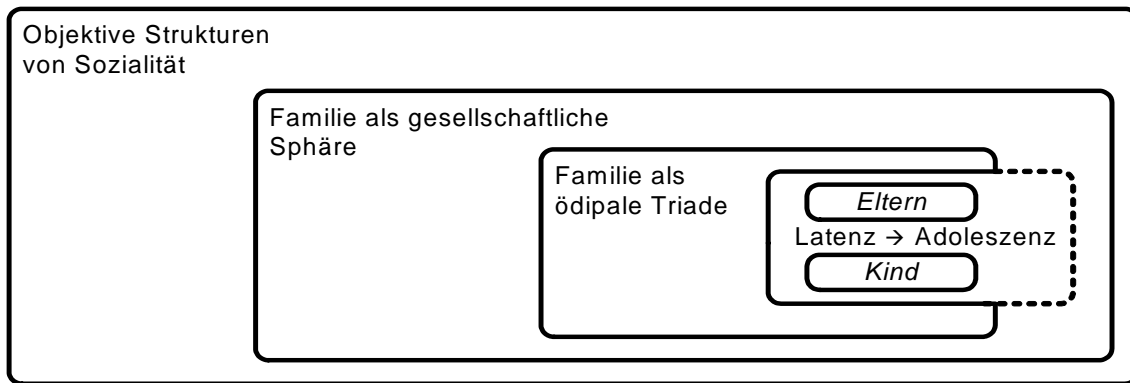 Objektive Strukturen
von Sozialität
Familie als gesellschaftliche
Sphäre
Familie als
ödipale Triade
Eltern
Latenz → Adoleszenz
Kind